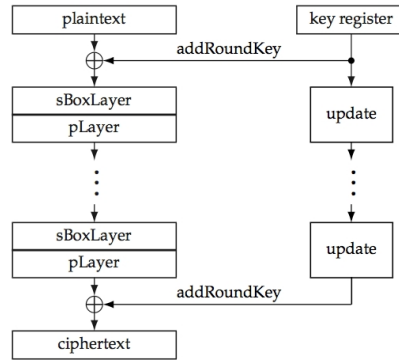 plaintext
key register
addRoundKey
sBoxLayer
pLayer
update
sBoxLayer
pLayer
update
addRoundKey
ciphertext